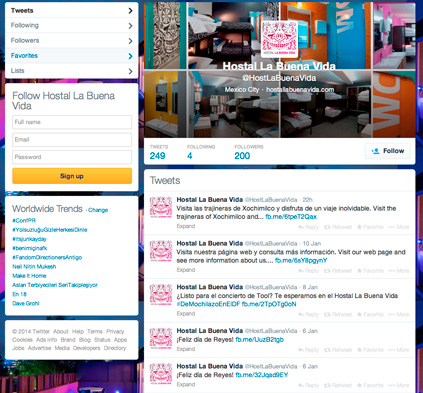 Tweets
Following
Followers
Favorites
Lists
Follow Hostal La Buena
Vida
Full name
Email
Password
Sign up
Worldwide Trends · Change
#ConfPR
#YolsuzluğuGizleHerkesiDinle
#tsjurikayday
#benimiçinafk
#FandomDirectionersAntigo
Neil Nitin Mukesh
Make It Home
Aslan Terbiyesteri SeriTakipleşiyor
En 18
Dave Grohl
© 2014 Twitter About Help Terms Privacy
Cookies Ads info Brand Blog Status Apps
Jobs Advertise Media Developers Directory
Hostal La Buena Vida
@HostLaBuenaVida
Mexico City · hostallabuenavida.com
TWEETS
249
FOLLOWING
4
FOLLOWERS
200
Follow
Tweets
Hostal La Buena Vida @HostLaBuenaVida · 22h
Visita las trajineras de Xochimilco y disfruta de un viaje inolvidable. Visit the
trajineras of Xochimilco and... fb.me/6tpeT2Qax
Expand
Reply Retweet Favorite More
Hostal La Buena Vida @HostLaBuenaVida · 10 Jan
Visita nuestra página web y consulta más información. Visit our web page and
see more information about us.... fb.me/6sY8pgynY
Expand
Reply Retweet Favorite More
Hostal La Buena Vida @HostLaBuenaVida · 8 Jan
¿Listo para el concierto de Tool? Te esperamos en el Hostal La Buena Vida
#DeMochilazoEnElDF fb.me/2TpOTg0oN
Expand
Reply Retweet Favorite More
Hostal La Buena Vida @HostLaBuenaVida · 6 Jan
¡Feliz día de Reyes! fb.me/UuzB2tgb
Expand
Reply Retweet Favorite More
Hostal La Buena Vida @HostLaBuenaVida · 6 Jan
¡Feliz día de Reyes! fb.me/32Jqad9EY
Expand
Reply Retweet Favorite More